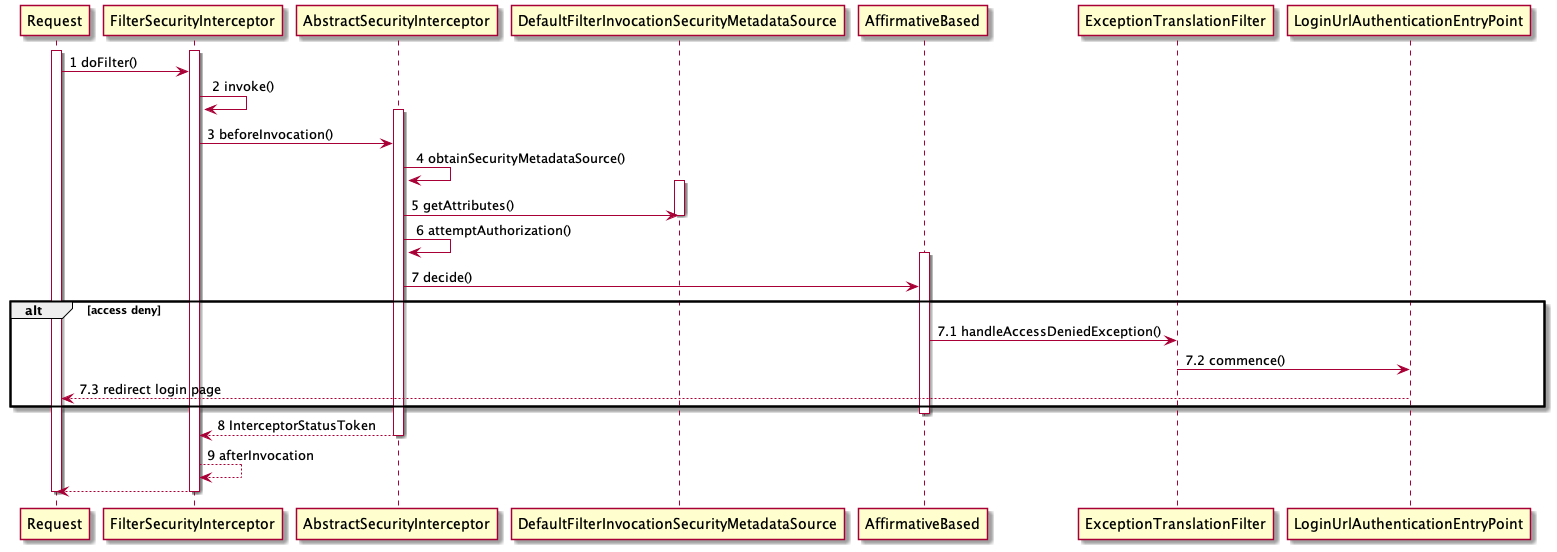 Request FilterSecurityInterceptor AbstractSecurityInterceptor DefaultFilterInvocationSecurityMetadataSource AffirmativeBased ExceptionTranslationFilter LoginUrlAuthenticationEntryPoint
1 doFilter()
2 invoke()
3 beforeInvocation()
4 obtainSecurityMetadataSource()
5 getAttributes()
6 attemptAuthorization()
7 decide()
alt [access deny]
7.1 handleAccessDeniedException()
7.2 commence()
7.3 redirect login page
8 InterceptorStatusToken
9 afterInvocation
Request FilterSecurityInterceptor AbstractSecurityInterceptor DefaultFilterInvocationSecurityMetadataSource AffirmativeBased ExceptionTranslationFilter LoginUrlAuthenticationEntryPoint